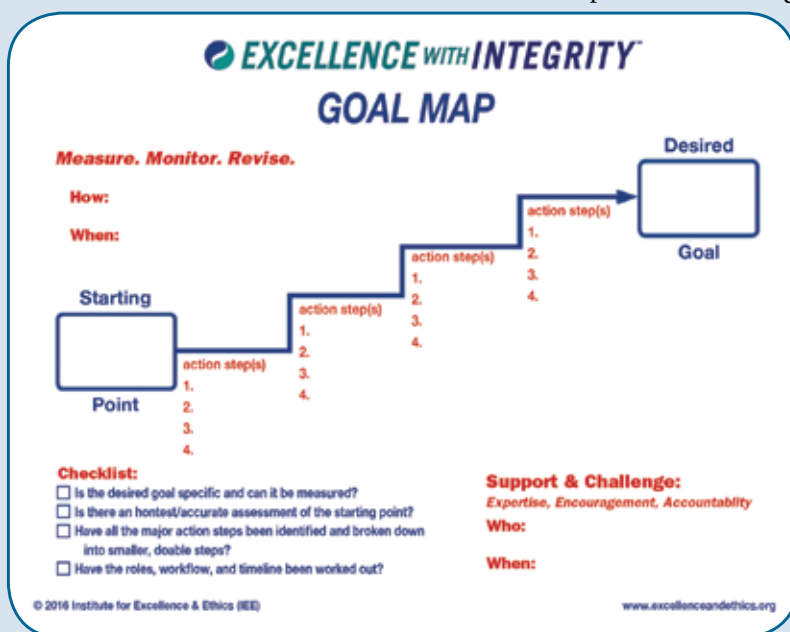 EXCELLENCE WITH INTEGRITY™
GOAL MAP
Measure. Monitor. Revise.
How:
When:
Desired
Goal
Starting
Point
action step(s)
1.
2.
3.
4.
action step(s)
1.
2.
3.
4.
action step(s)
1.
2.
3.
4.
action step(s)
1.
2.
3.
4.
Checklist:
Is the desired goal specific and can it be measured?
Is there an hontest/accurate assessment of the starting point?
Have all the major action steps been identified and broken down
into smaller, doable steps?
Have the roles, workflow, and timeline been worked out?
Support & Challenge:
Expertise, Encouragement, Accountablity
Who:
When:
© 2016 Institute for Excellence & Ethics (IEE)
www.excellenceandethics.org